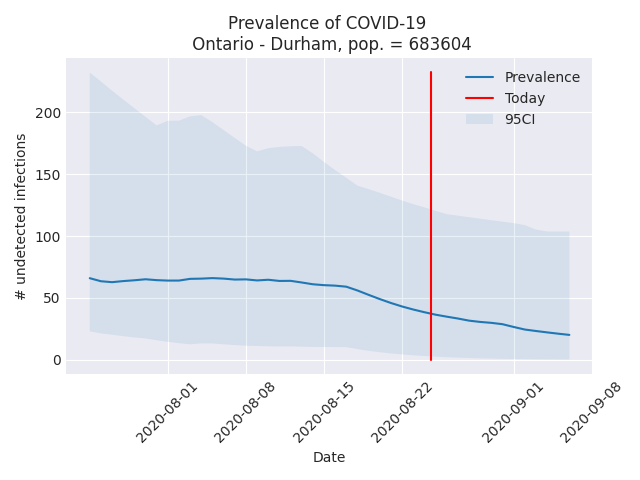 Prevalence of COVID-19
Ontario - Durham, pop. = 683604
Prevalence
Today
95CI
# undetected infections
200
150
100
50
0
2020-08-01
2020-08-08
2020-08-15
2020-08-22
2020-09-01
2020-09-08
Date